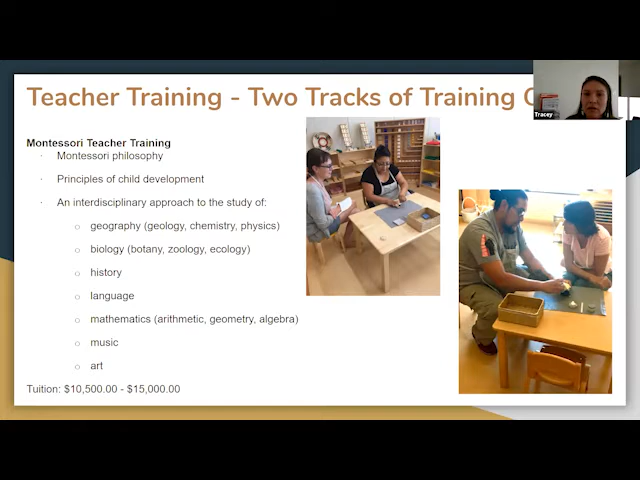 Teacher Training - Two Tracks of Training
Tracey
Montessori Teacher Training
· Montessori philosophy
· Principles of child development
· An interdisciplinary approach to the study of:
o geography (geology, chemistry, physics)
o biology (botany, zoology, ecology)
o history
o language
o mathematics (arithmetic, geometry, algebra)
o music
o art
Tuition: $10,500.00 - $15,000.00